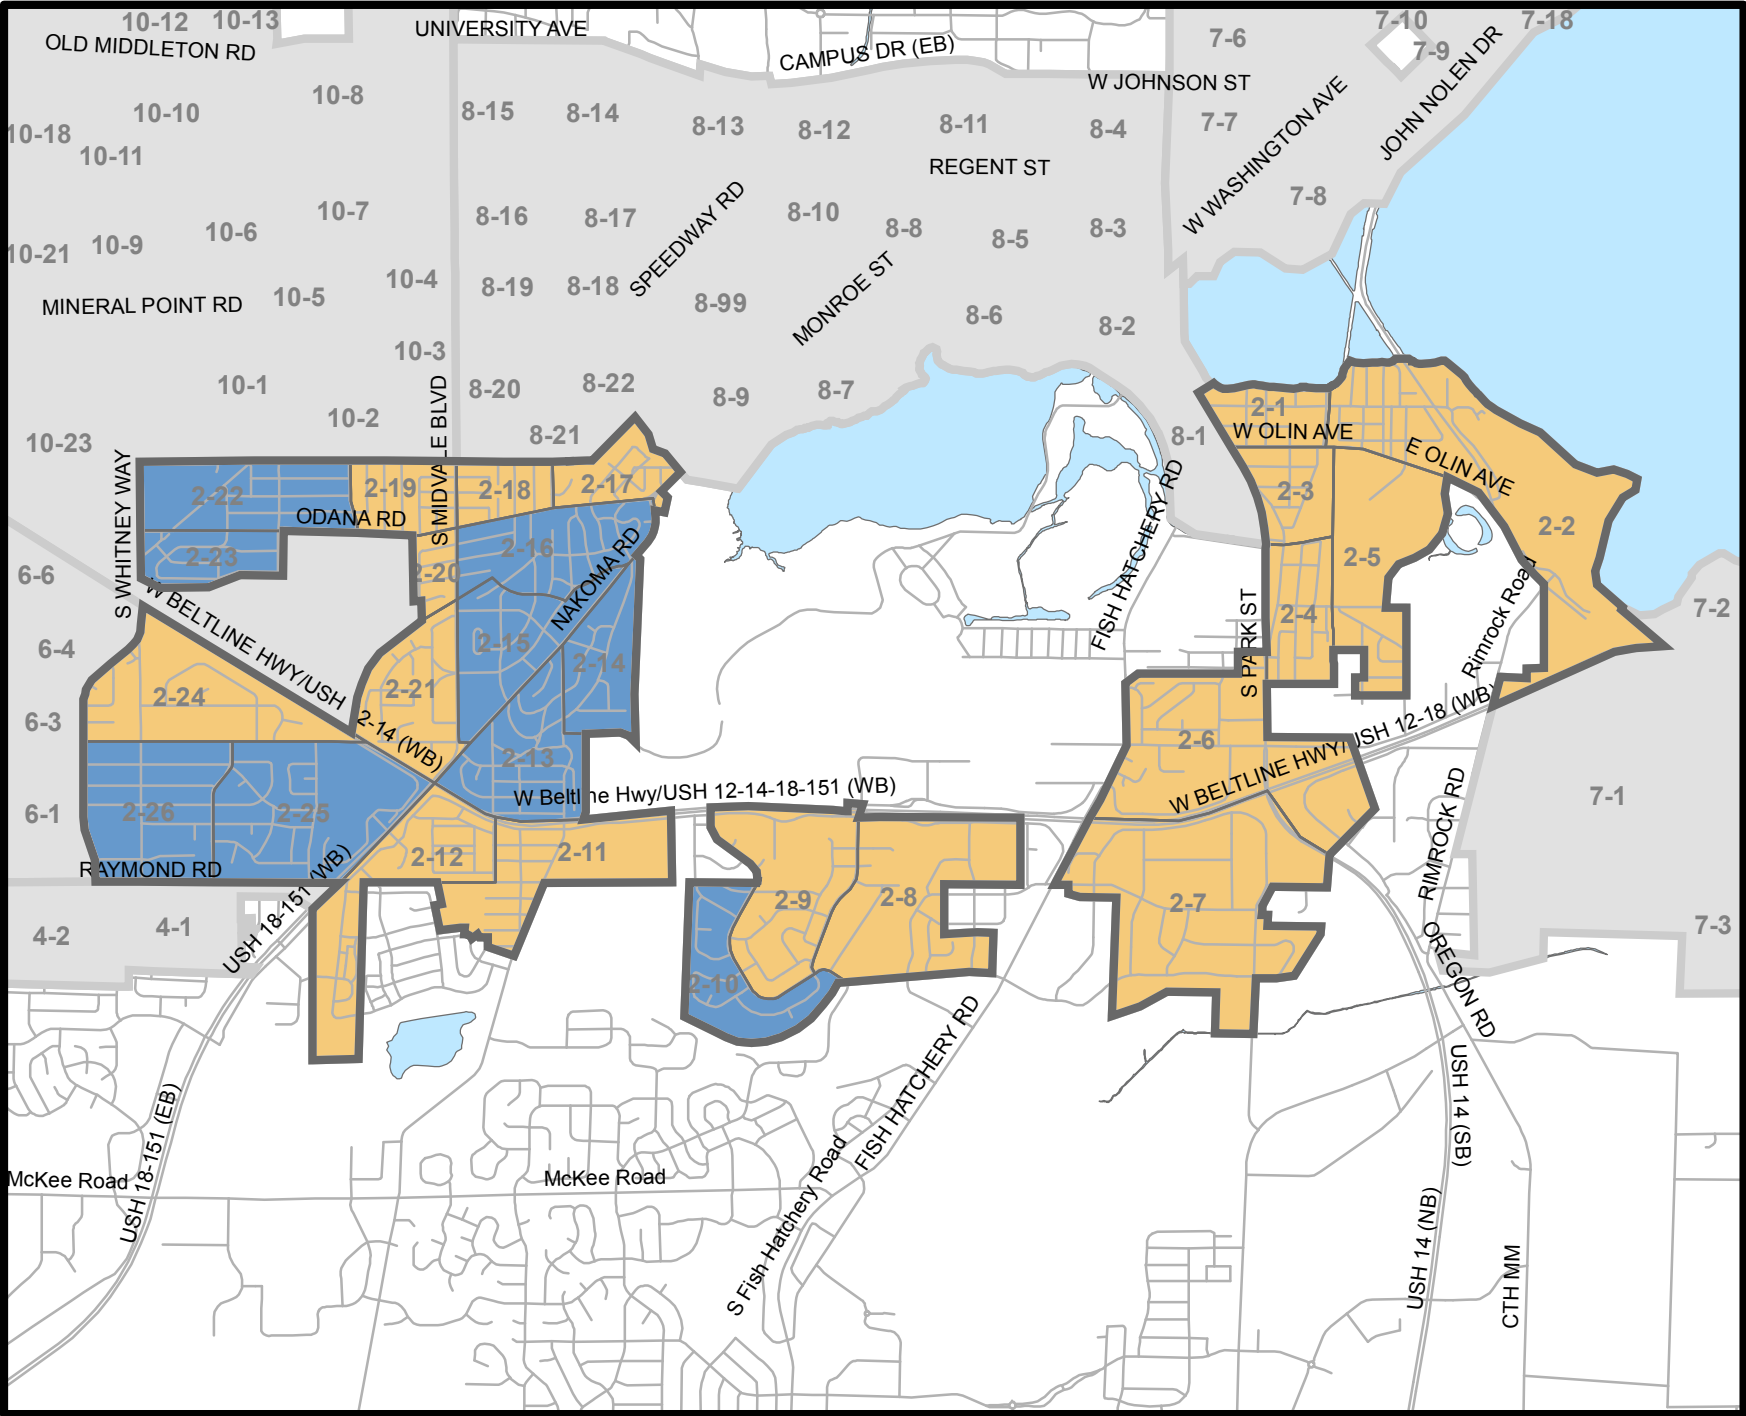 10-12
10-13
UNIVERSITY AVE
7-10
7-18
OLD MIDDLETON RD
CAMPUS DR (EB)
7-6
7-9
JOHN NOLEN DR
W JOHNSON ST
10-8
10-10
8-15
8-14
8-13
8-12
8-11
8-4
7-7
W WASHINGTON AVE
10-18
10-11
REGENT ST
7-8
10-7
8-16
8-17
SPEEDWAY RD
8-10
8-8
8-5
8-3
10-21
10-9
10-6
10-4
8-19
8-18
8-99
MONROE ST
8-6
8-2
MINERAL POINT RD
10-5
10-3
10-1
S MIDVALE BLVD
8-20
8-22
8-9
8-7
10-2
8-21
8-1
2-1
W OLIN AVE
10-23
E OLIN AVE
S WHITNEY WAY
2-22
2-19
2-18
2-17
2-3
ODANA RD
2-16
NAKOMA RD
FISH HATCHERY RD
2-2
2-23
2-20
2-5
6-6
W BELTLINE HWY/USH
2-14 (WB)
S PARK ST
2-4
Rimrock Road
7-2
6-4
2-15
2-14
2-24
2-21
6-3
2-13
2-6
W BELTLINE HWY/USH 12-18 (WB)
W Beltline Hwy/USH 12-14-18-151 (WB)
6-1
2-26
2-25
RIMROCK RD
7-1
2-12
2-11
RAYMOND RD
USH 18-151 (WB)
2-9
2-8
2-7
4-2
4-1
7-3
OREGON RD
2-10
FISH HATCHERY RD
USH 14 (SB)
USH 18-151 (EB)
McKee Road
McKee Road
S Fish Hatchery Road
USH 14 (NB)
CTH MM